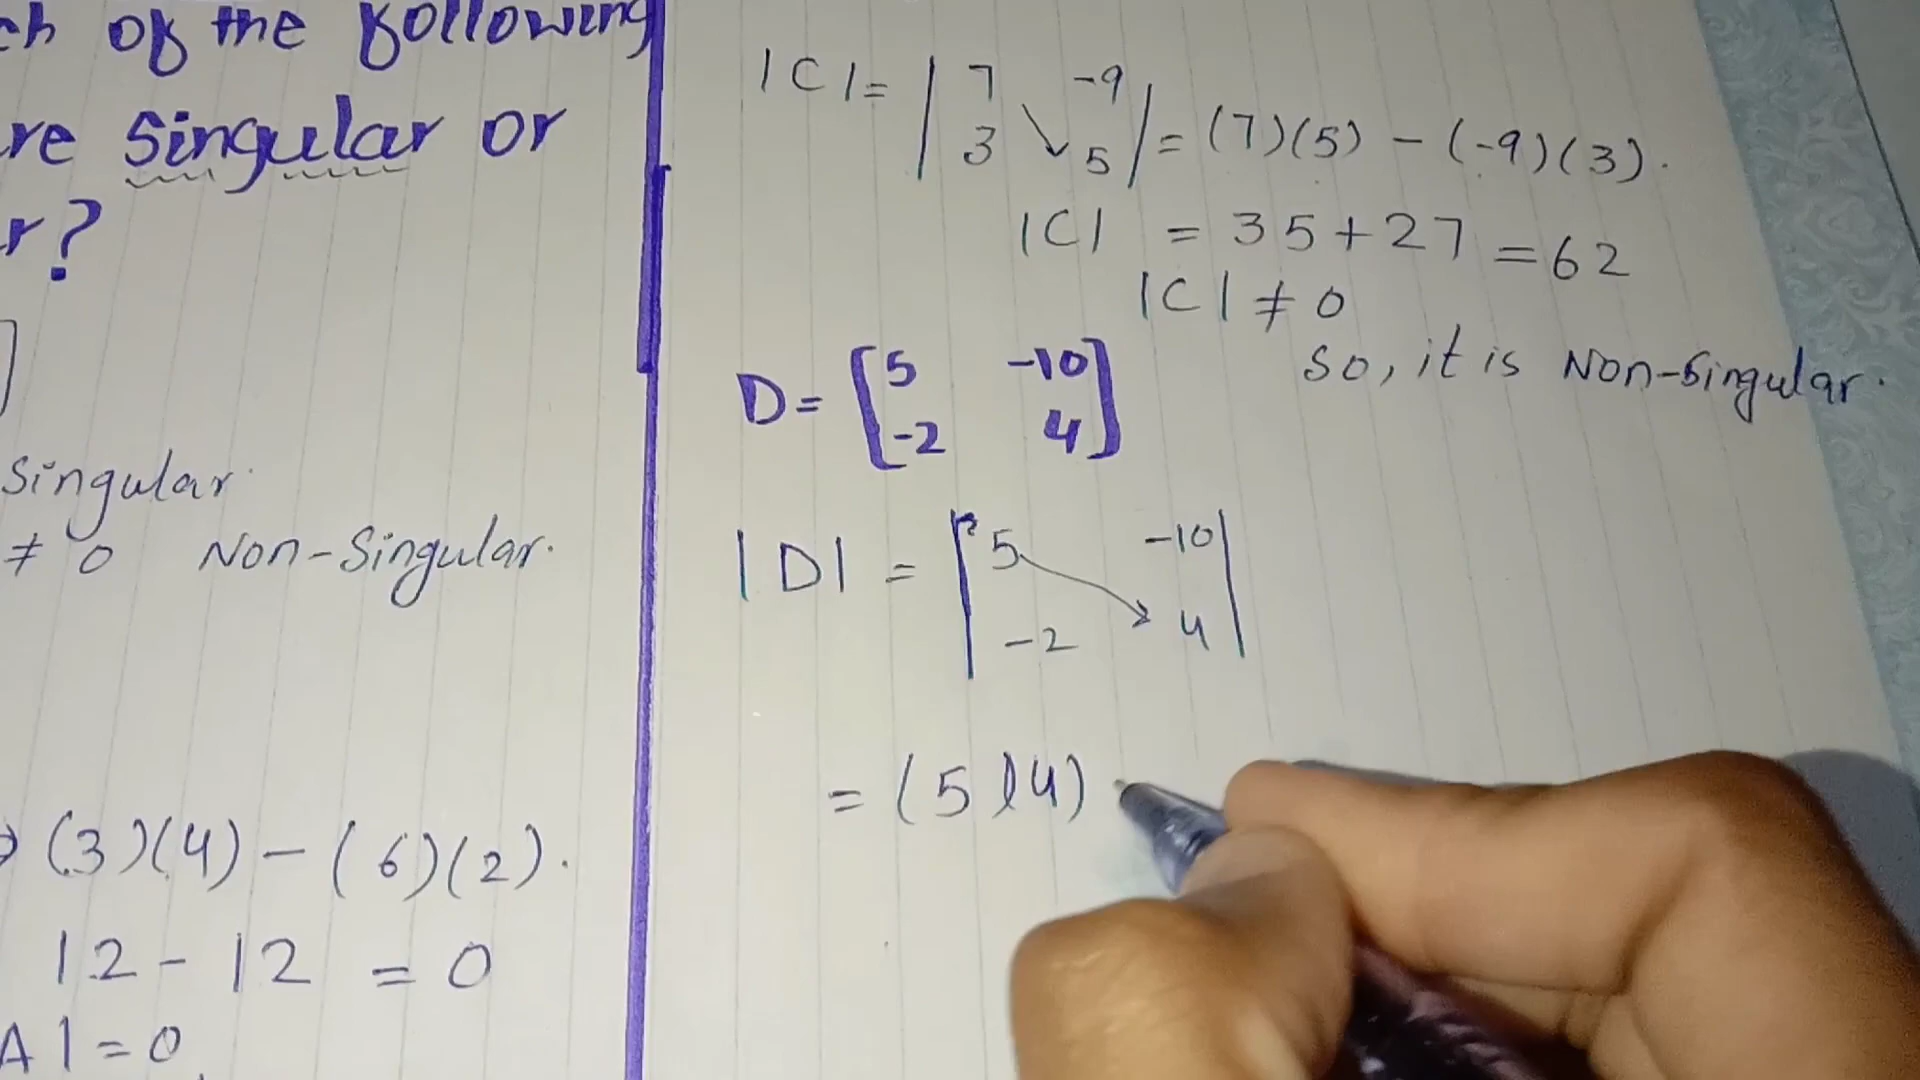 of the following
Singular or
?
]
Singular
≠ 0 Non-Singular.
(3)(4) - (6)(2).
12 - 12 = 0
A| = 0
|C| = | 7 -9 |
| 3 5 | = (7)(5) - (-9)(3).
|C| = 35 + 27 = 62
|C| ≠ 0
So, it is Non-Singular.
D = [ 5 -10 ]
[ -2 4 ]
|D| = | 5 -10 |
| -2 4 |
= (5)(4)